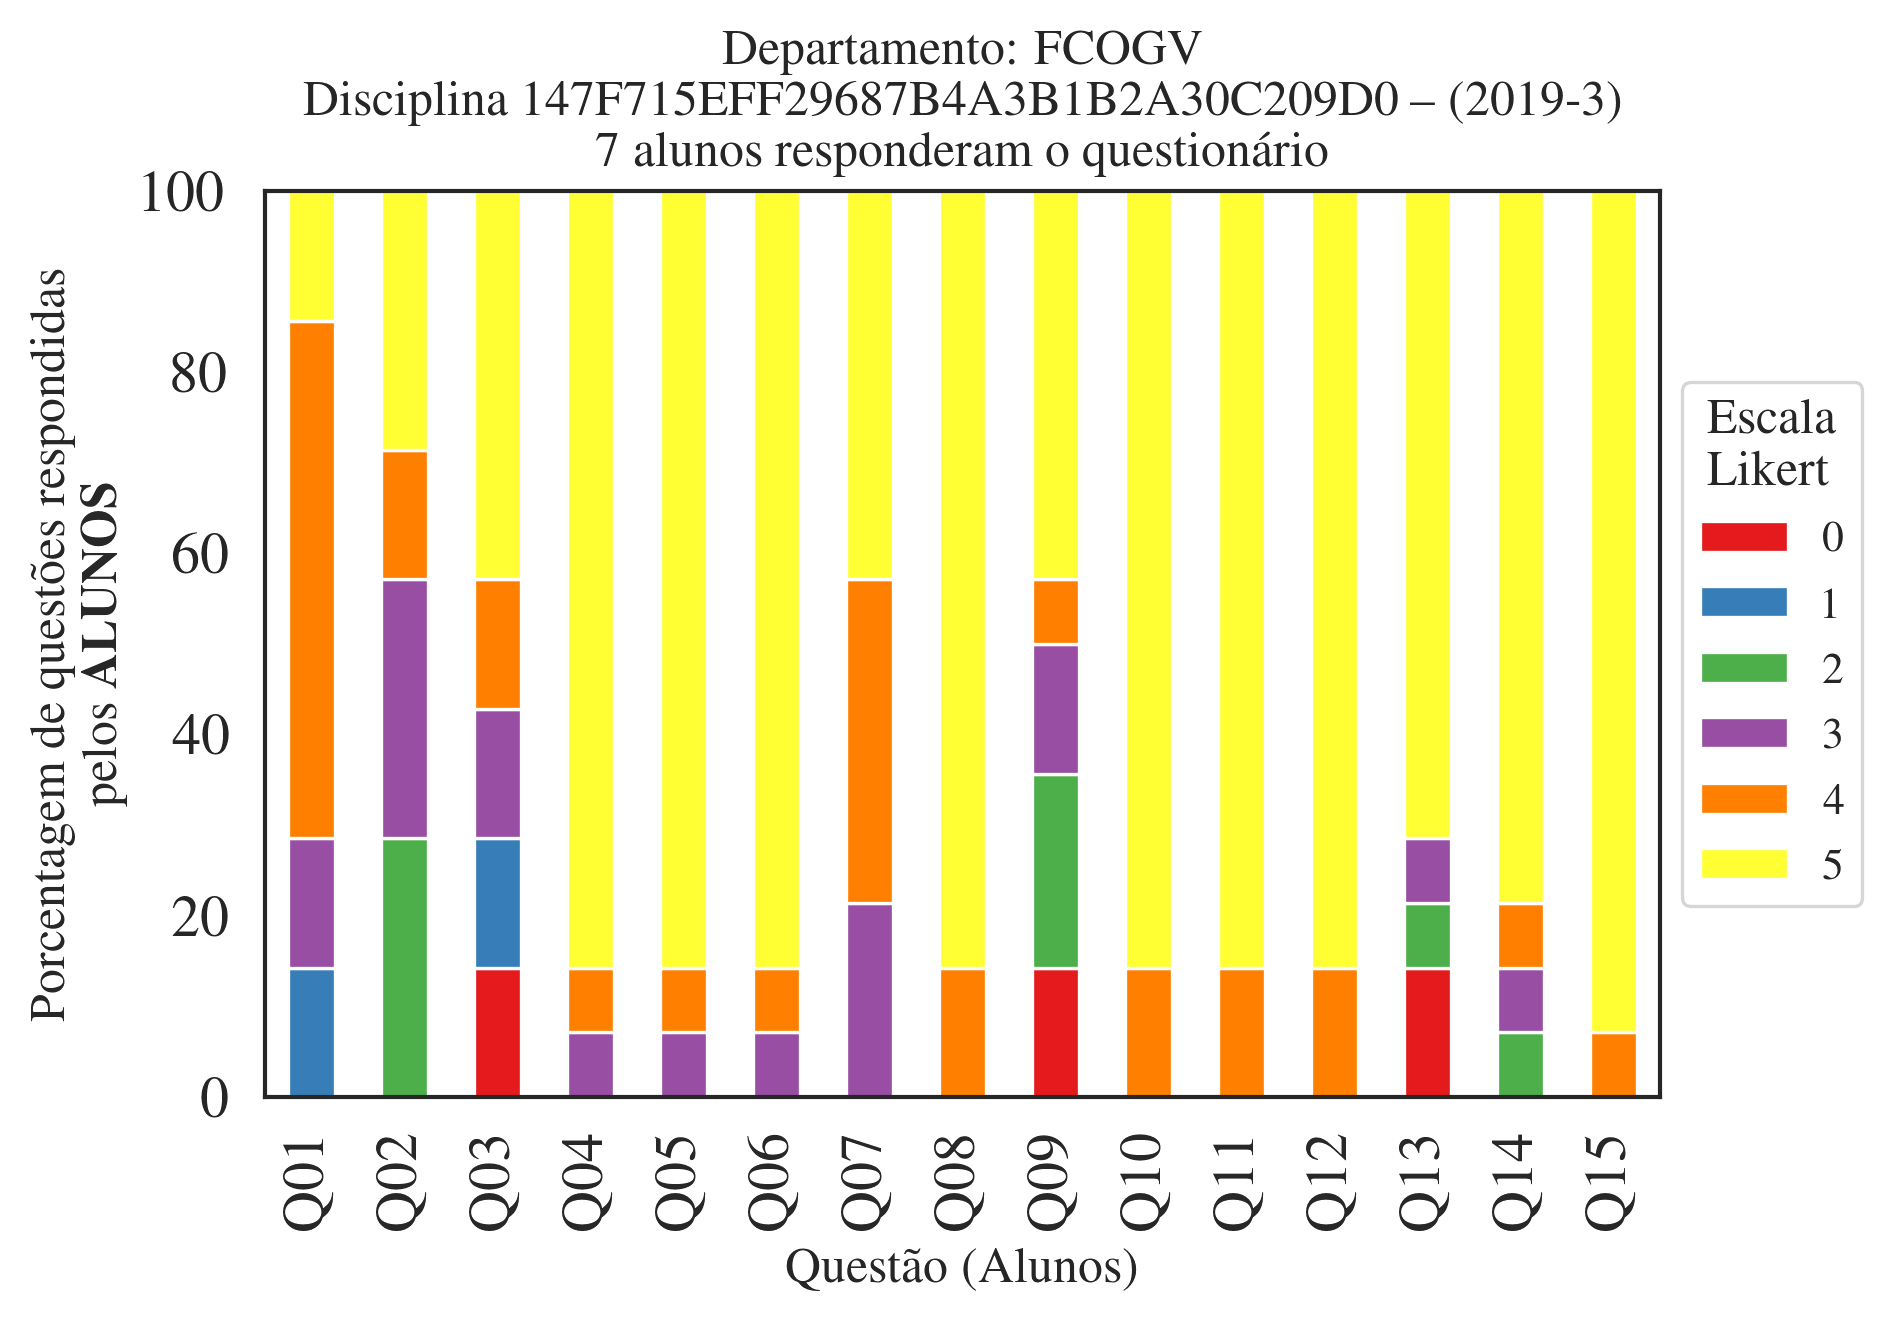 Departamento: FCOGV
Disciplina 147F715EFF29687B4A3B1B2A30C209D0 – (2019-3)
7 alunos responderam o questionário
Porcentagem de questões respondidas
pelos ALUNOS
100
80
60
40
20
0
Q01
Q02
Q03
Q04
Q05
Q06
Q07
Q08
Q09
Q10
Q11
Q12
Q13
Q14
Q15
Questão (Alunos)
Escala
Likert
0
1
2
3
4
5